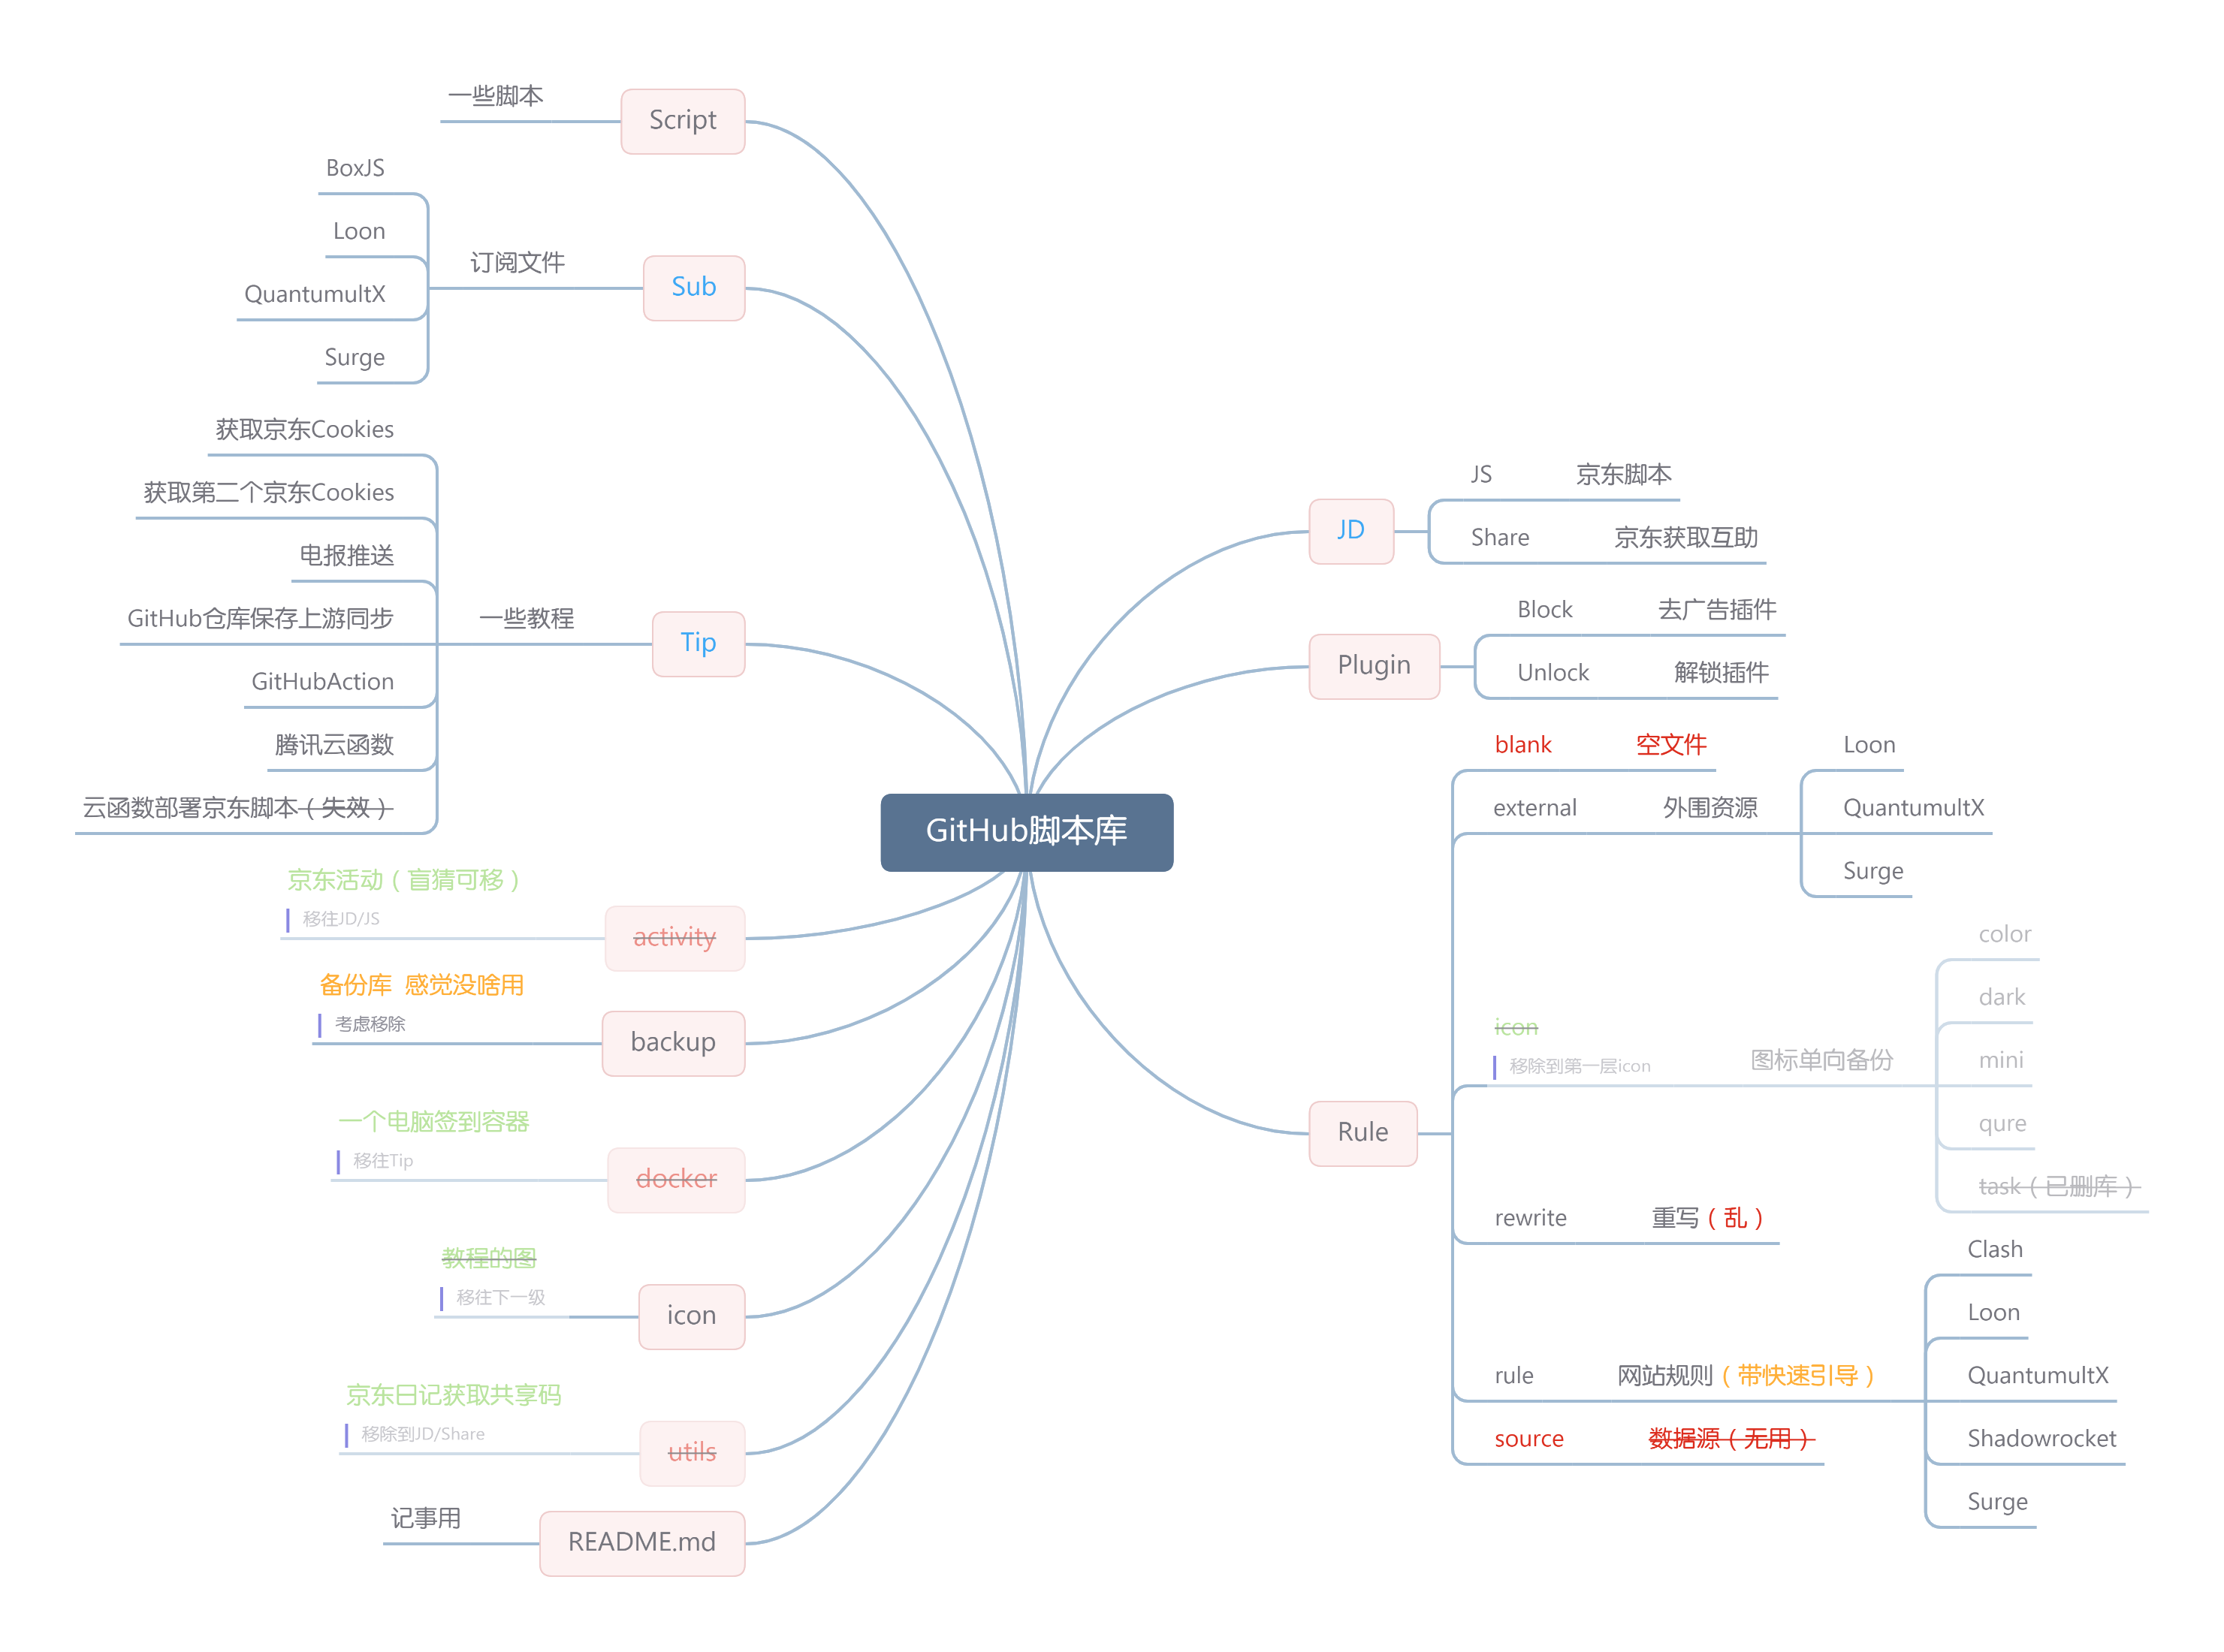 GitHub脚本库
JD
JS
京东脚本
Share
京东获取互助
Plugin
Block
去广告插件
Unlock
解锁插件
Rule
blank
空文件
external
外围资源
Loon
QuantumultX
Surge
icon
移除到第一层icon
图标单向备份
color
dark
mini
qure
task（已删库）
rewrite
重写（乱）
rule
网站规则（带快速引导）
Clash
Loon
QuantumultX
Shadowrocket
Surge
source
数据源（无用）
Script
一些脚本
Sub
订阅文件
BoxJS
Loon
QuantumultX
Surge
Tip
一些教程
获取京东Cookies
获取第二个京东Cookies
电报推送
GitHub仓库保存上游同步
GitHubAction
腾讯云函数
云函数部署京东脚本（失效）
activity
京东活动（盲猜可移）
移往JD/JS
backup
备份库 感觉没啥用
考虑移除
docker
一个电脑签到容器
移往Tip
icon
教程的图
移往下一级
utils
京东日记获取共享码
移除到JD/Share
README.md
记事用